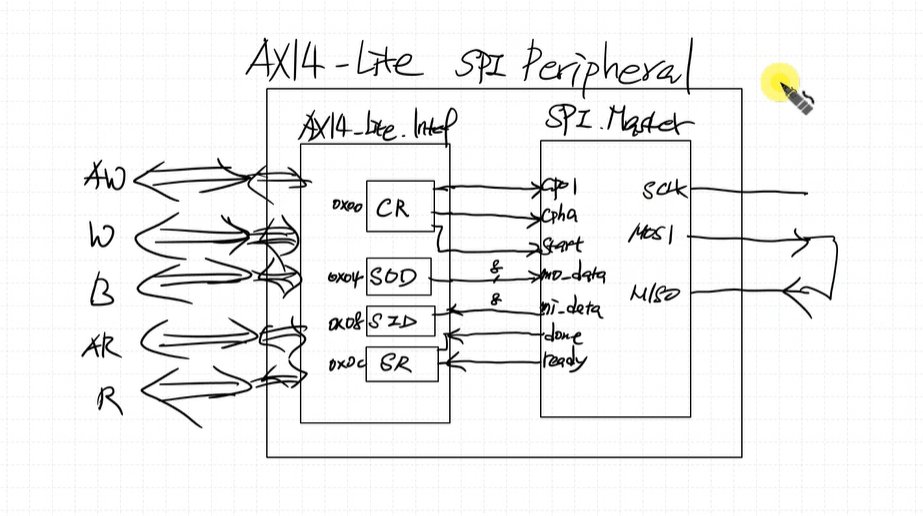 AXI4-Lite SPI Peripheral
AXI4-Lite.Intef
SPI.Master
AW
W
B
AR
R
0x00 CR
0x04 SOD
0x08 SID
0x0C SR
cpol
cpha
start
8
mo_data
8
mi_data
done
ready
SCLK
MOSI
MISO